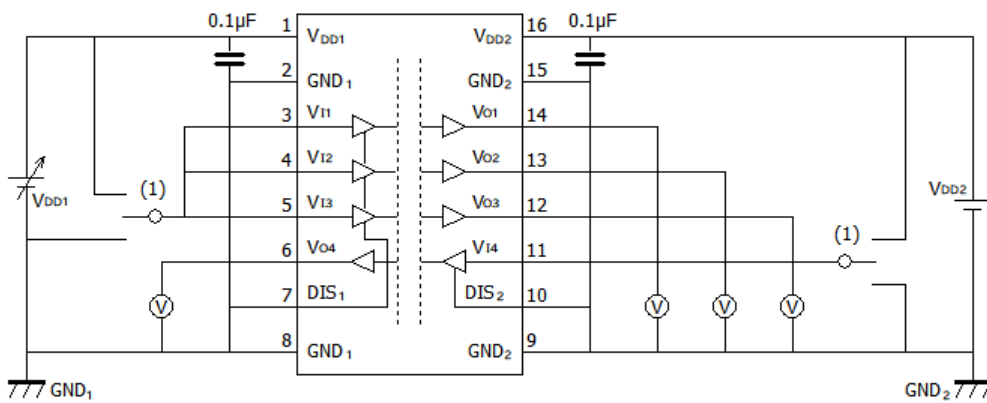 0.1μF 1 VDD1 VDD2 16 0.1μF
2 GND1 GND2 15
3 VI1 VO1 14
4 VI2 VO2 13
VDD1 (1) 5 VI3 VO3 12 VDD2
6 VO4 VI4 11 (1)
V 7 DIS1 DIS2 10 V V V
8 GND1 GND2 9
GND1 GND2